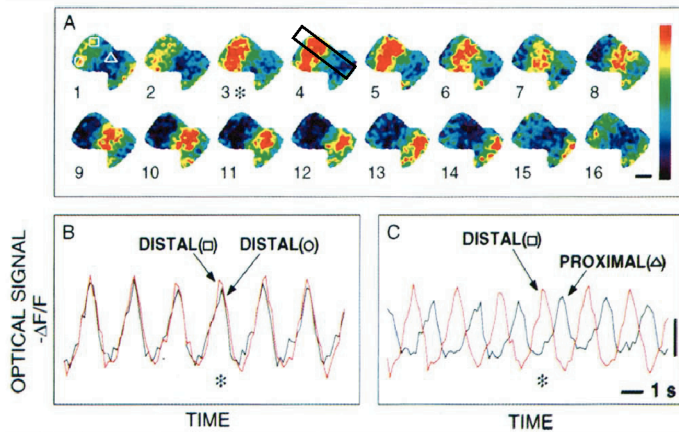 A
1 2 3 * 4 5 6 7 8
9 10 11 12 13 14 15 16
B
DISTAL(□) DISTAL(○)
*
TIME
C
DISTAL(□)
PROXIMAL(△)
*
1 s
TIME
OPTICAL SIGNAL
-ΔF/F